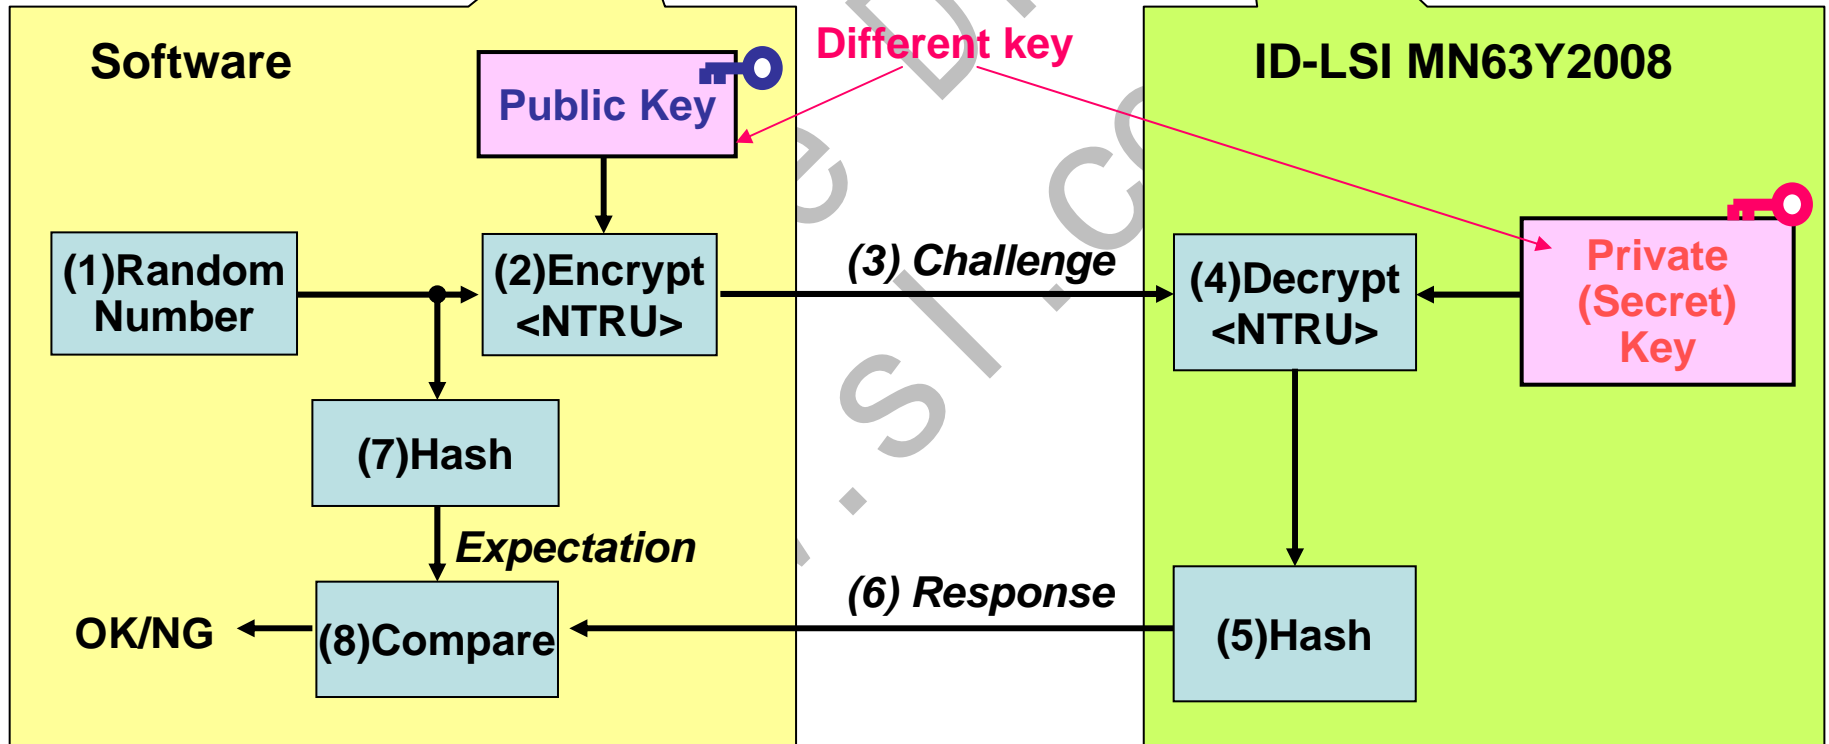 Software
Different key
ID-LSI MN63Y2008
Public Key
(1)Random
Number
(2)Encrypt
<NTRU>
(3) Challenge
(4)Decrypt
<NTRU>
Private
(Secret)
Key
(7)Hash
Expectation
(6) Response
(5)Hash
OK/NG
(8)Compare